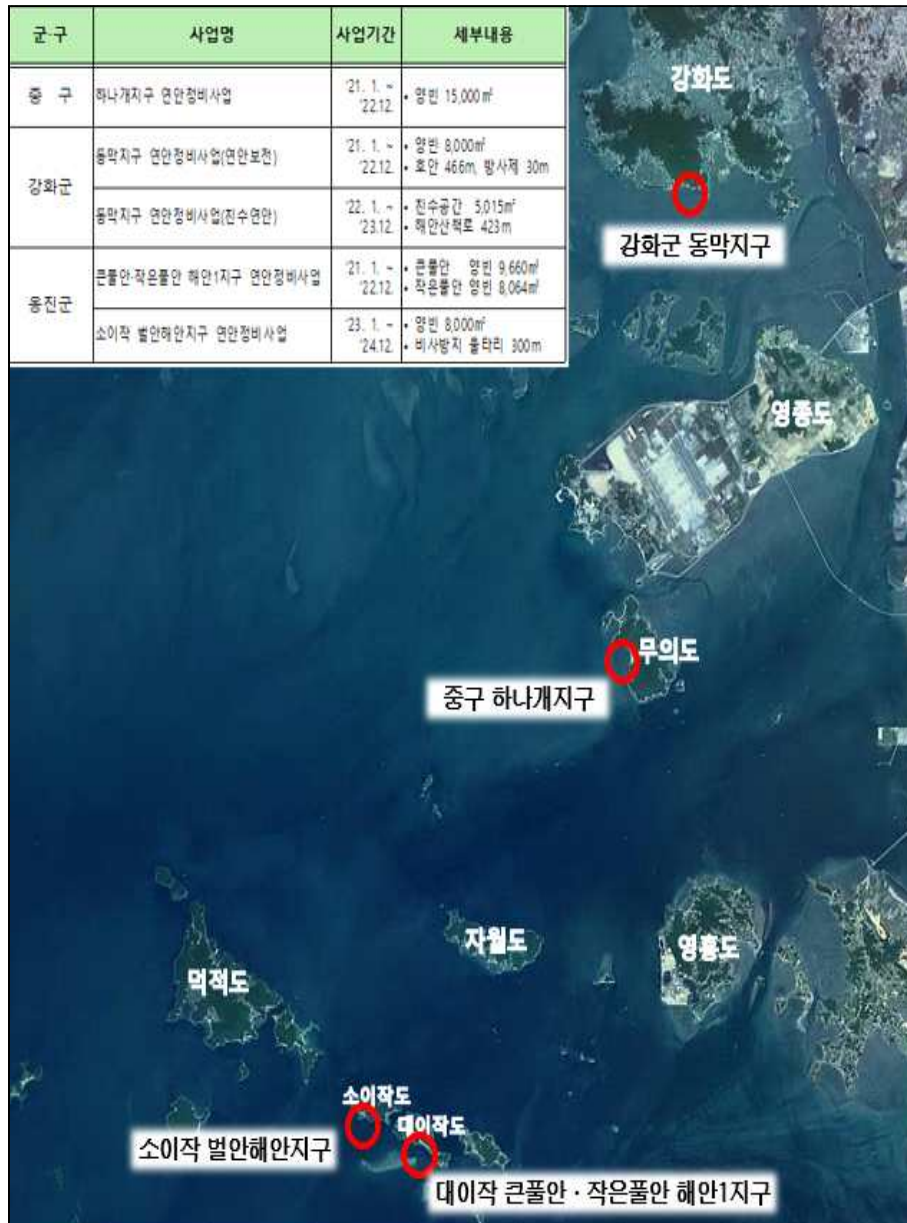 군·구 사업명 사업기간 세부내용
중 구 하나개지구 연안정비사업 '21. 1. ~ '22.12. • 양빈 15,000㎡
강화군
동막지구 연안정비사업(연안보전) '21. 1. ~ '22.12. • 양빈 8,000㎡
• 호안 466m, 방사제 30m
동막지구 연안정비사업(친수연안) '22. 1. ~ '23.12. • 친수공간 5,015㎡
• 해안산책로 423m
옹진군
큰풀안·작은풀안 해안1지구 연안정비사업 '21. 1. ~ '22.12. • 큰풀안 양빈 9,660㎡
• 작은풀안 양빈 8,064㎡
소이작 벌안해안지구 연안정비사업 '23. 1. ~ '24.12. • 양빈 8,000㎡
• 비사방지 울타리 300m
강화도
강화군 동막지구
영종도
무의도
중구 하나개지구
자월도
영흥도
덕적도
소이작도
대이작도
소이작 벌안해안지구
대이작 큰풀안 · 작은풀안 해안1지구